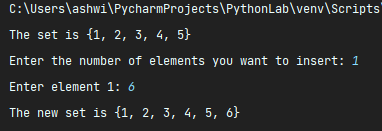 C:\Users\ashwi\PycharmProjects\PythonLab\venv\Scripts\
The set is {1, 2, 3, 4, 5}
Enter the number of elements you want to insert: 1
Enter element 1: 6
The new set is {1, 2, 3, 4, 5, 6}